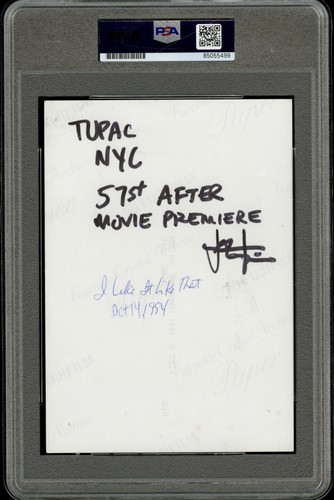 PSA
85055499
TUPAC
NYC
57st AFTER
MOVIE PREMIERE
I Like It Like That
Oct 14/1994